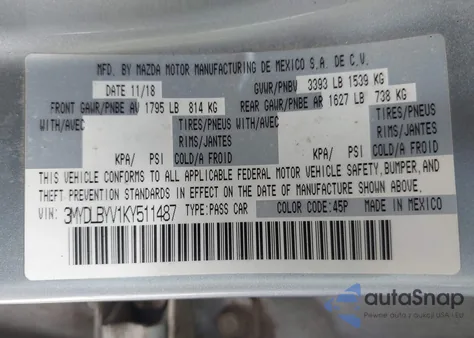 MFD. BY MAZDA MOTOR MANUFACTURING DE MEXICO S.A. DE C.V.
DATE 11/18 GVWR/PNBV 3393 LB 1539 KG
FRONT GAWR/PNBE AV 1795 LB 814 KG REAR GAWR/PNBE AR 1627 LB 738 KG
WITH/AVEC TIRES/PNEUS WITH/AVEC TIRES/PNEUS
RIMS/JANTES RIMS/JANTES
KPA/ PSI COLD/A FROID KPA/ PSI COLD/A FROID
THIS VEHICLE CONFORMS TO ALL APPLICABLE FEDERAL MOTOR VEHICLE SAFETY, BUMPER, AND
THEFT PREVENTION STANDARDS IN EFFECT ON THE DATE OF MANUFACTURE SHOWN ABOVE.
VIN: 3MYDLBYV1KY511487 TYPE:PASS CAR COLOR CODE:45P MADE IN MEXICO
autoSnap
Pewne auto z aukcji USA i